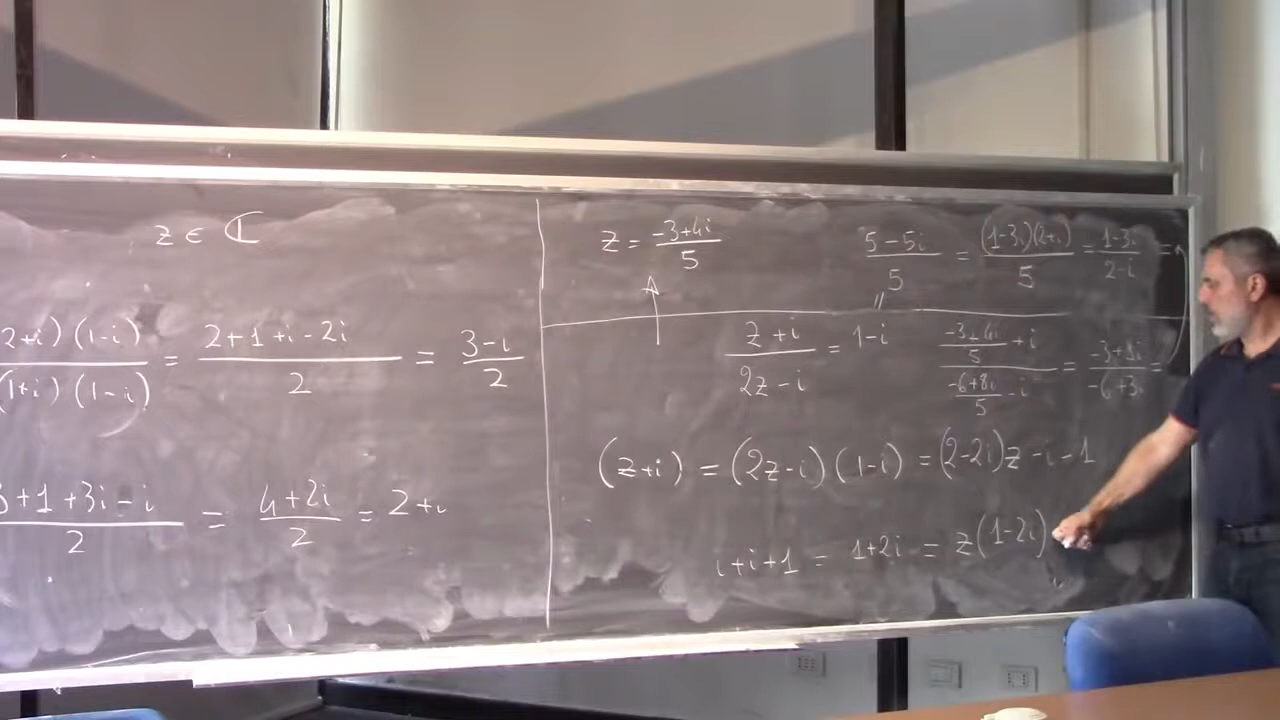 z ∈ ℂ
2+i)(1-i) / (1+i)(1-i) = 2+1+i-2i / 2 = 3-i / 2
3+1+3i-i / 2 = 4+2i / 2 = 2+i
z = -3+4i / 5
5-5i / 5 = (1-3i)(2+i) / 5 = 1-3i / 2-i =
z+i / 2z-i = 1-i
-3+4i / 5 + i / -6+8i / 5 - i = -3+9i / -6+3i =
(z+i) = (2z-i)(1-i) = (2-2i)z -i-1
i+i+1 = 1+2i = z(1-2i)